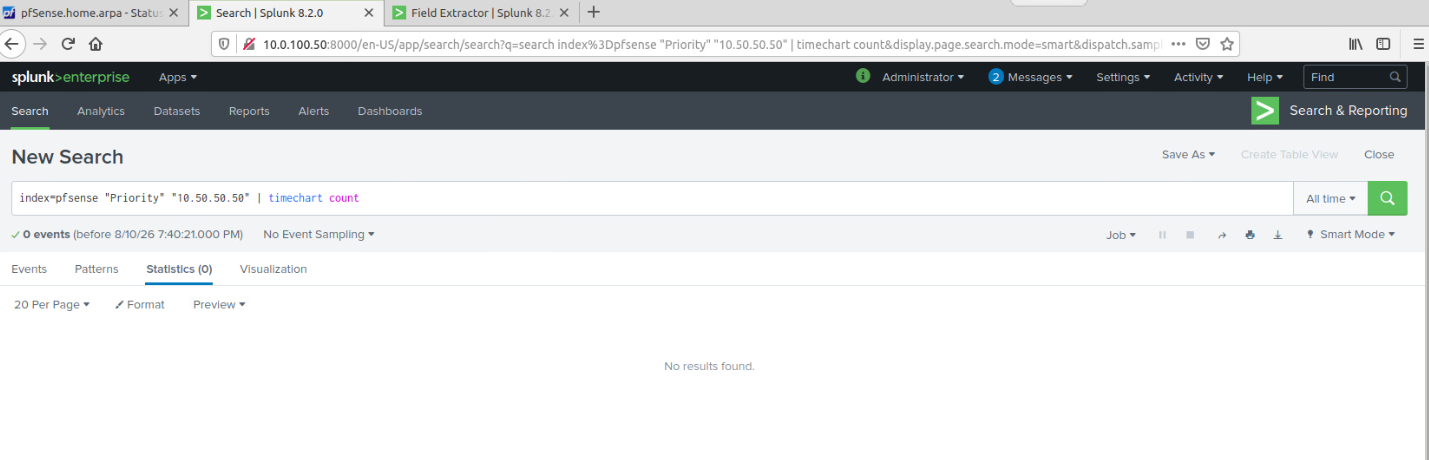 pfSense.home.arpa - Status
Search | Splunk 8.2.0
Field Extractor | Splunk 8.2.
10.0.100.50:8000/en-US/app/search/search?q=search index%3Dpfsense "Priority" "10.50.50.50" | timechart count&display.page.search.mode=smart&dispatch.sampl
splunk>enterprise Apps
i Administrator 2 Messages Settings Activity Help Find
Search Analytics Datasets Reports Alerts Dashboards
> Search & Reporting
New Search
Save As Create Table View Close
index=pfsense "Priority" "10.50.50.50" | timechart count
All time
✓ 0 events (before 8/10/26 7:40:21.000 PM) No Event Sampling
Job Smart Mode
Events Patterns Statistics (0) Visualization
20 Per Page Format Preview
No results found.